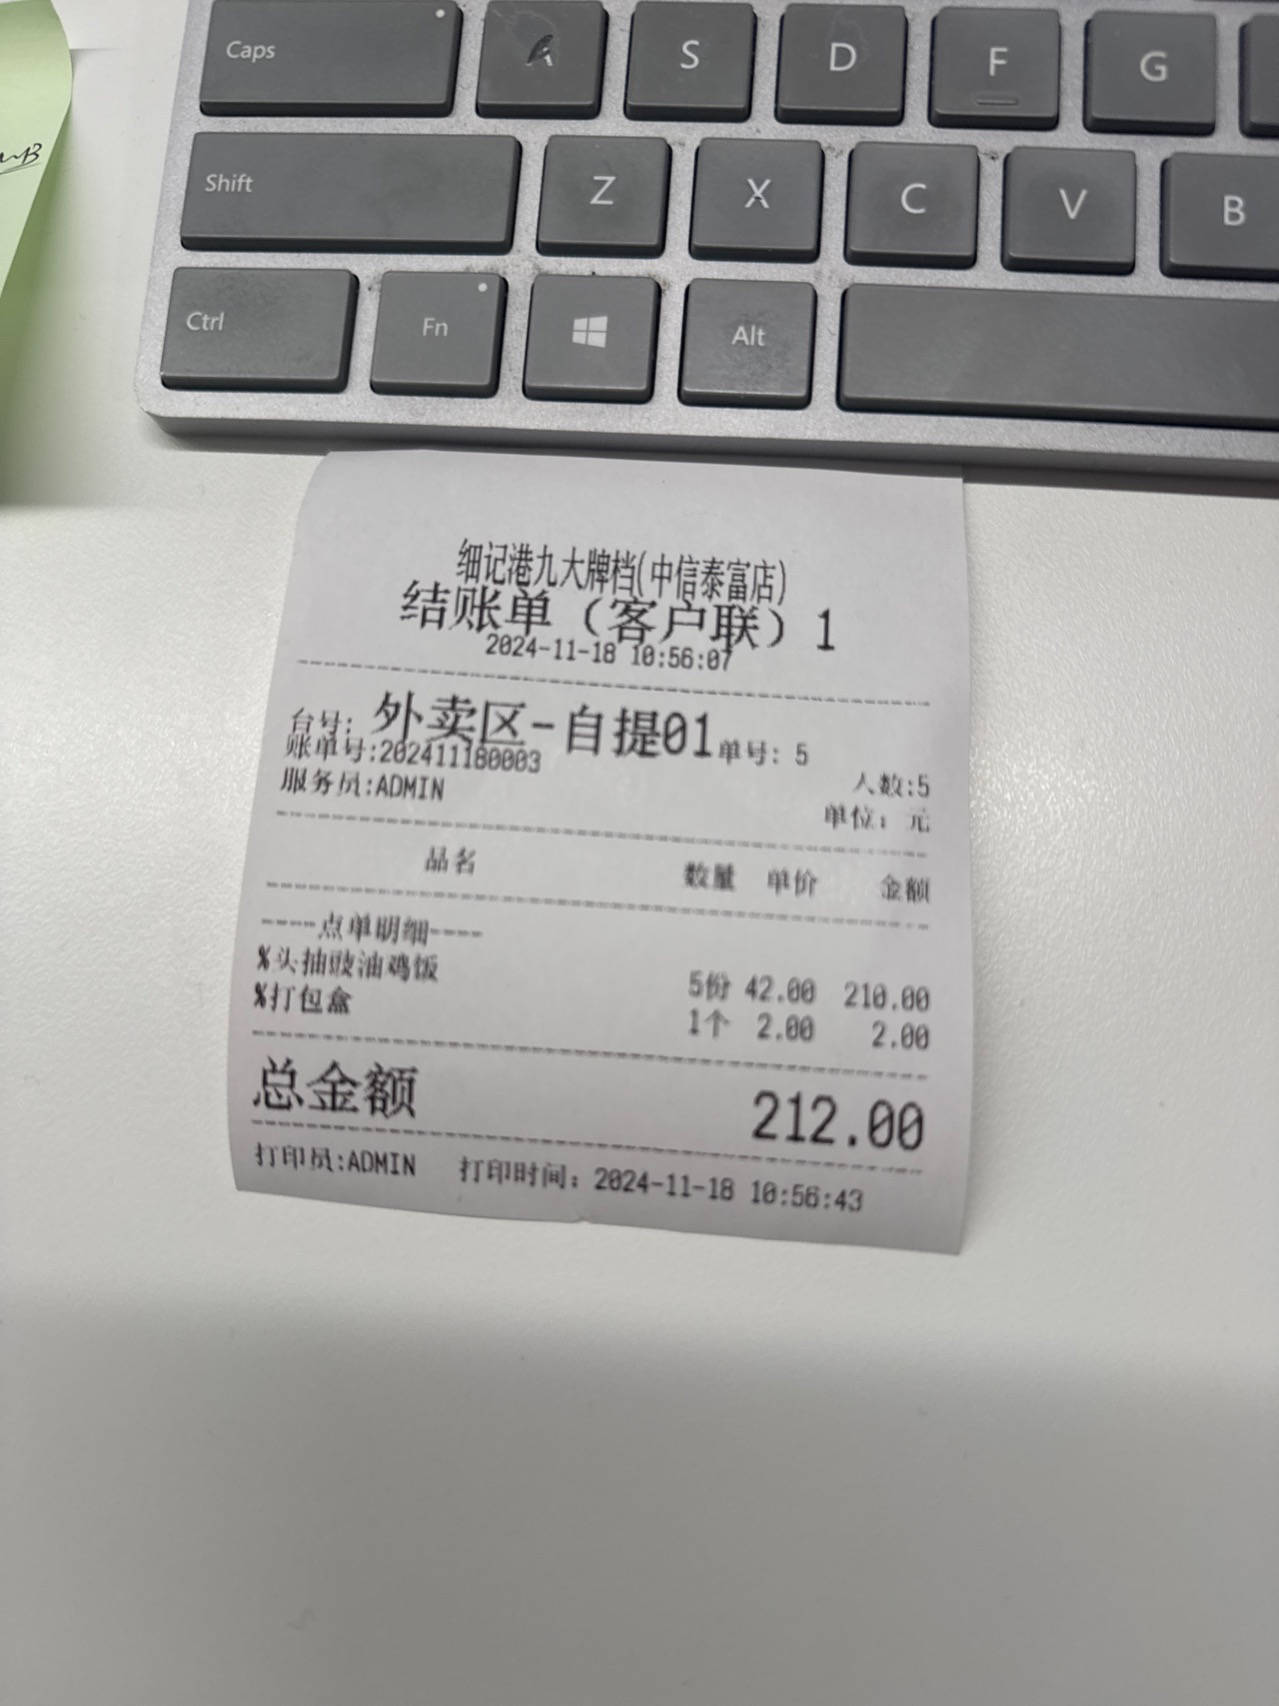 Caps A S D F G
Shift Z X C V B
Ctrl Fn Alt
细记港九大牌档(中信泰富店)
结账单（客户联）1
2024-11-18 10:56:07
台号: 外卖区-自提01 单号: 5
账单号:202411180003
人数:5
服务员:ADMIN
单位: 元
品名 数量 单价 金额
-----点单明细----
%头抽豉油鸡饭 5份 42.00 210.00
%打包盒 1个 2.00 2.00
总金额 212.00
打印员:ADMIN 打印时间: 2024-11-18 10:56:43